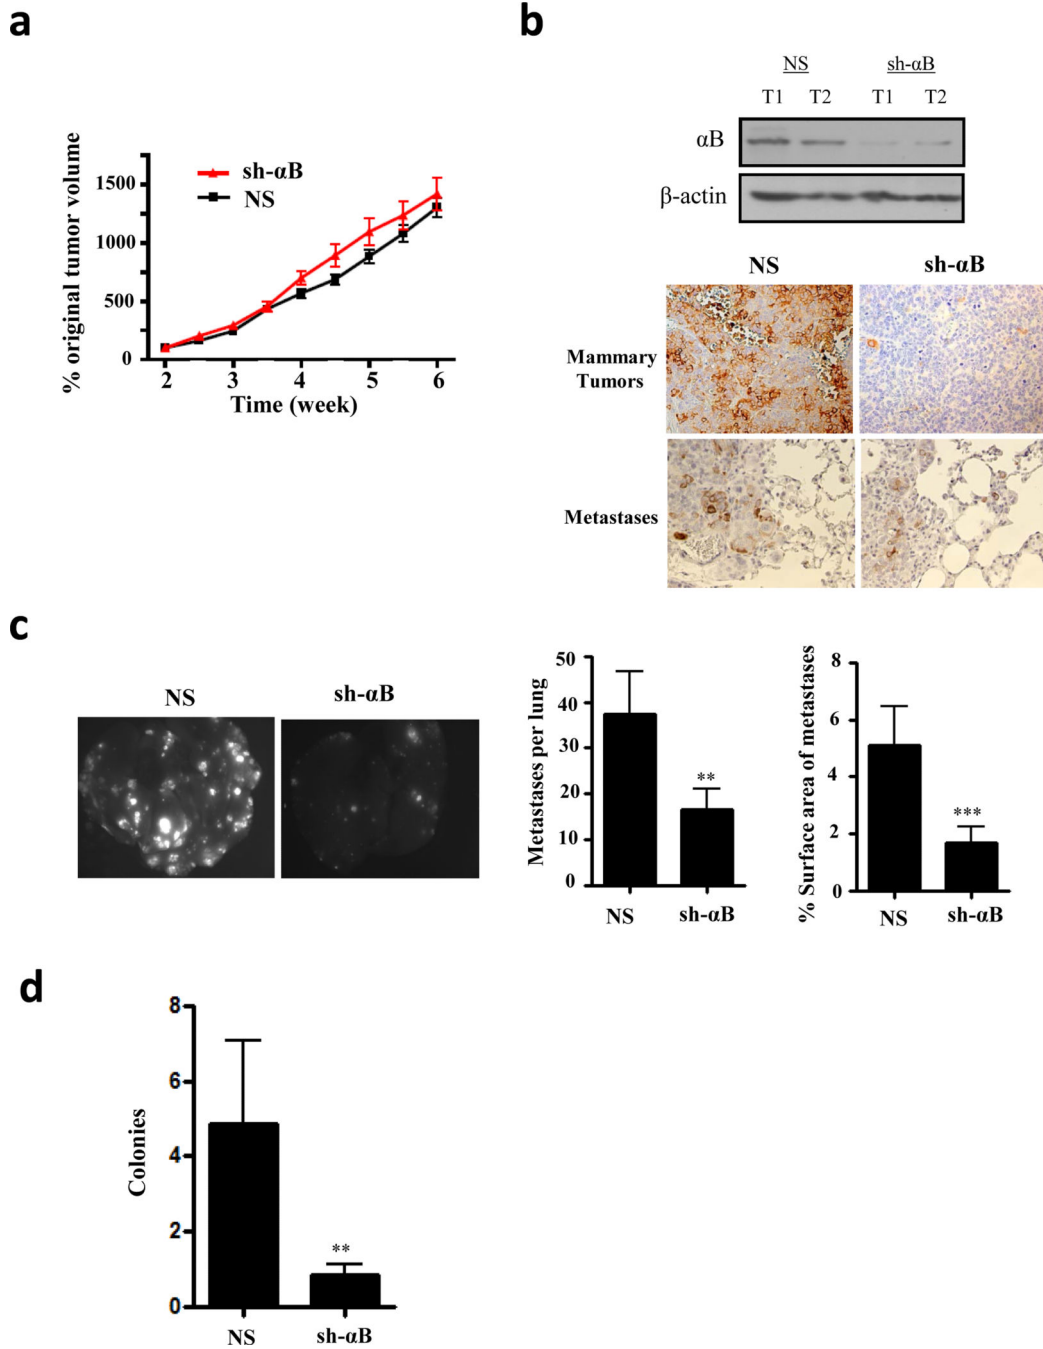 a
% original tumor volume
1500
1000
500
0
sh-αB
NS
2
3
4
5
6
Time (week)
b
NS
sh-αB
T1
T2
T1
T2
αB
β-actin
NS
sh-αB
Mammary
Tumors
Metastases
c
NS
sh-αB
Metastases per lung
50
40
30
20
10
0
**
NS
sh-αB
% Surface area of metastases
8
6
4
2
0
***
NS
sh-αB
d
Colonies
8
6
4
2
0
**
NS
sh-αB